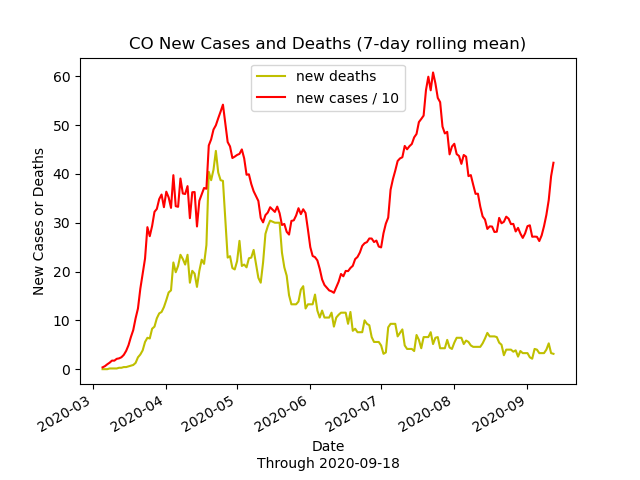 CO New Cases and Deaths (7-day rolling mean)
new deaths
new cases / 10
60
50
40
30
20
10
0
New Cases or Deaths
2020-03
2020-04
2020-05
2020-06
2020-07
2020-08
2020-09
Date
Through 2020-09-18